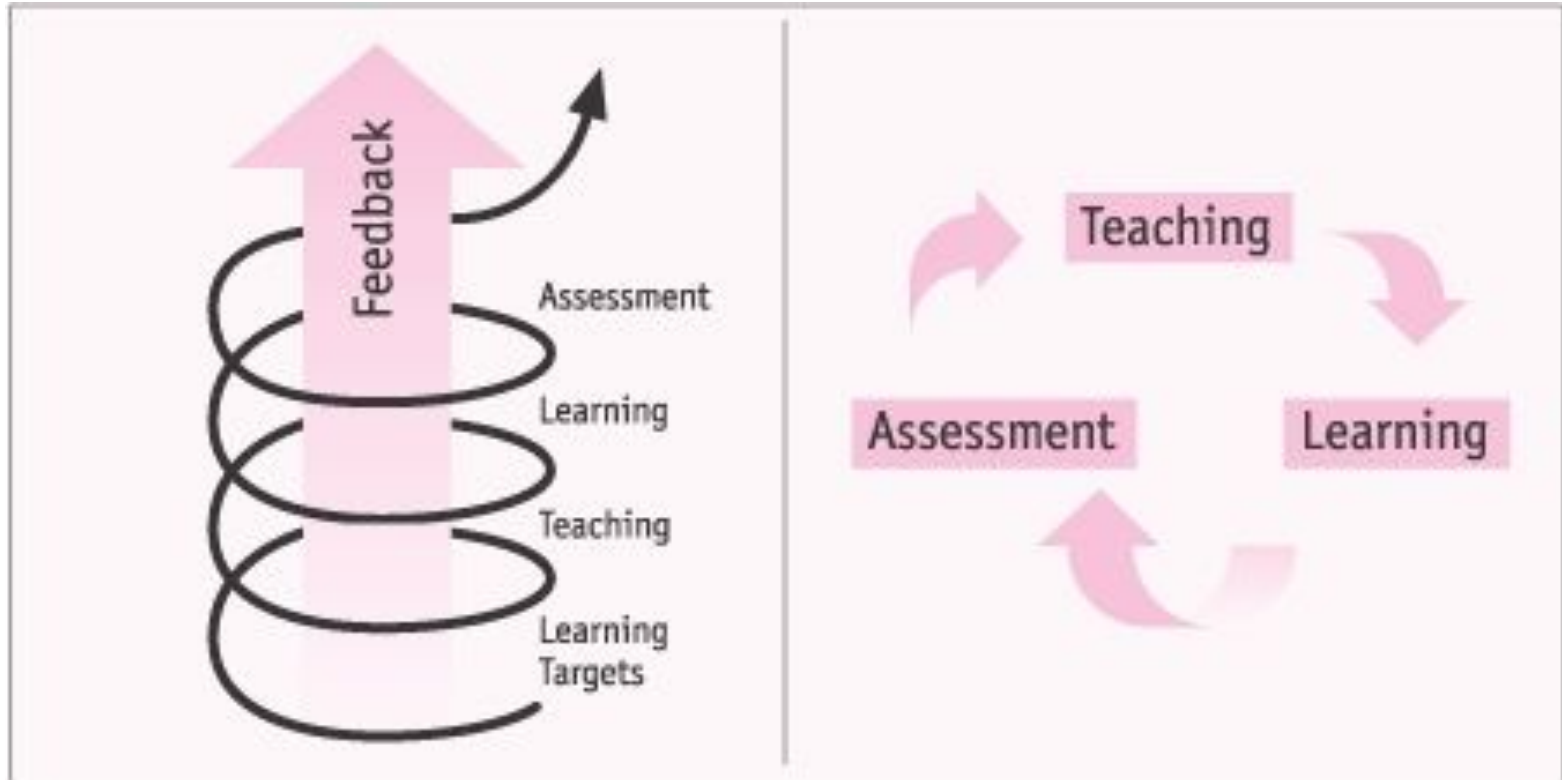 Feedback
Assessment
Learning
Teaching
Learning
Targets
Teaching
Assessment
Learning